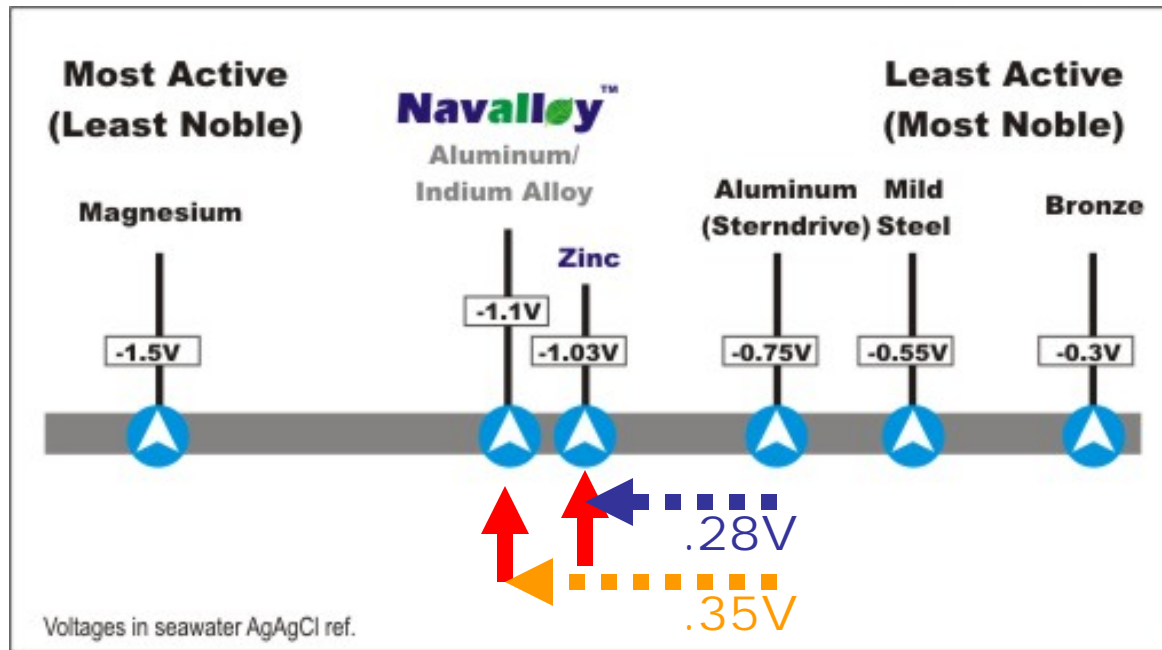 Most Active
(Least Noble)
Navalloy™
Aluminum/
Indium Alloy
Least Active
(Most Noble)
Magnesium
Zinc
Aluminum
(Sterndrive)
Mild
Steel
Bronze
-1.5V
-1.1V
-1.03V
-0.75V
-0.55V
-0.3V
.28V
.35V
Voltages in seawater AgAgCl ref.